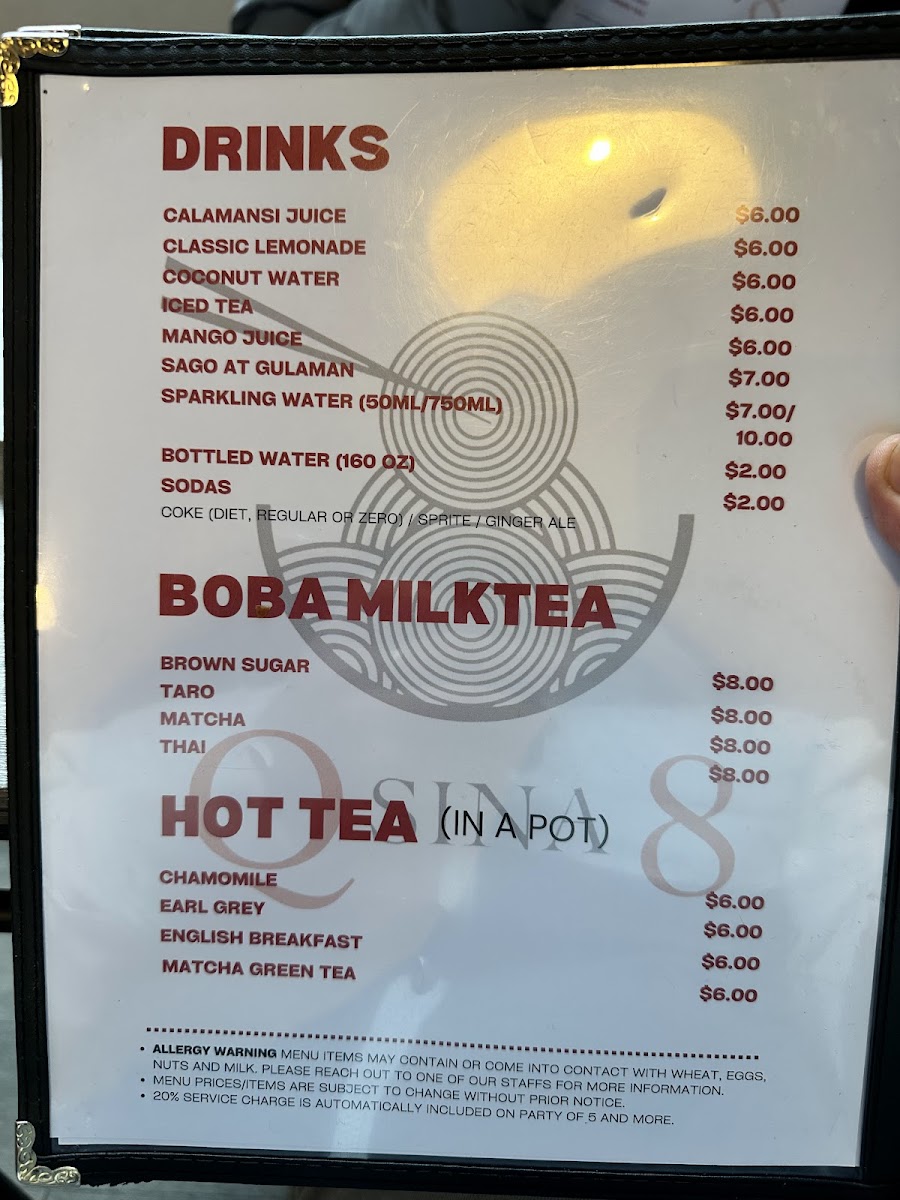 DRINKS
CALAMANSI JUICE $6.00
CLASSIC LEMONADE $6.00
COCONUT WATER $6.00
ICED TEA $6.00
MANGO JUICE $6.00
SAGO AT GULAMAN $7.00
SPARKLING WATER (50ML/750ML) $7.00/
10.00
BOTTLED WATER (160 OZ) $2.00
SODAS $2.00
COKE (DIET, REGULAR OR ZERO) / SPRITE / GINGER ALE
BOBA MILKTEA
BROWN SUGAR $8.00
TARO $8.00
MATCHA $8.00
THAI $8.00
QSINA 8
HOT TEA (IN A POT)
CHAMOMILE $6.00
EARL GREY $6.00
ENGLISH BREAKFAST $6.00
MATCHA GREEN TEA $6.00
• ALLERGY WARNING MENU ITEMS MAY CONTAIN OR COME INTO CONTACT WITH WHEAT, EGGS,
NUTS AND MILK. PLEASE REACH OUT TO ONE OF OUR STAFFS FOR MORE INFORMATION.
• MENU PRICES/ITEMS ARE SUBJECT TO CHANGE WITHOUT PRIOR NOTICE.
• 20% SERVICE CHARGE IS AUTOMATICALLY INCLUDED ON PARTY OF 5 AND MORE.